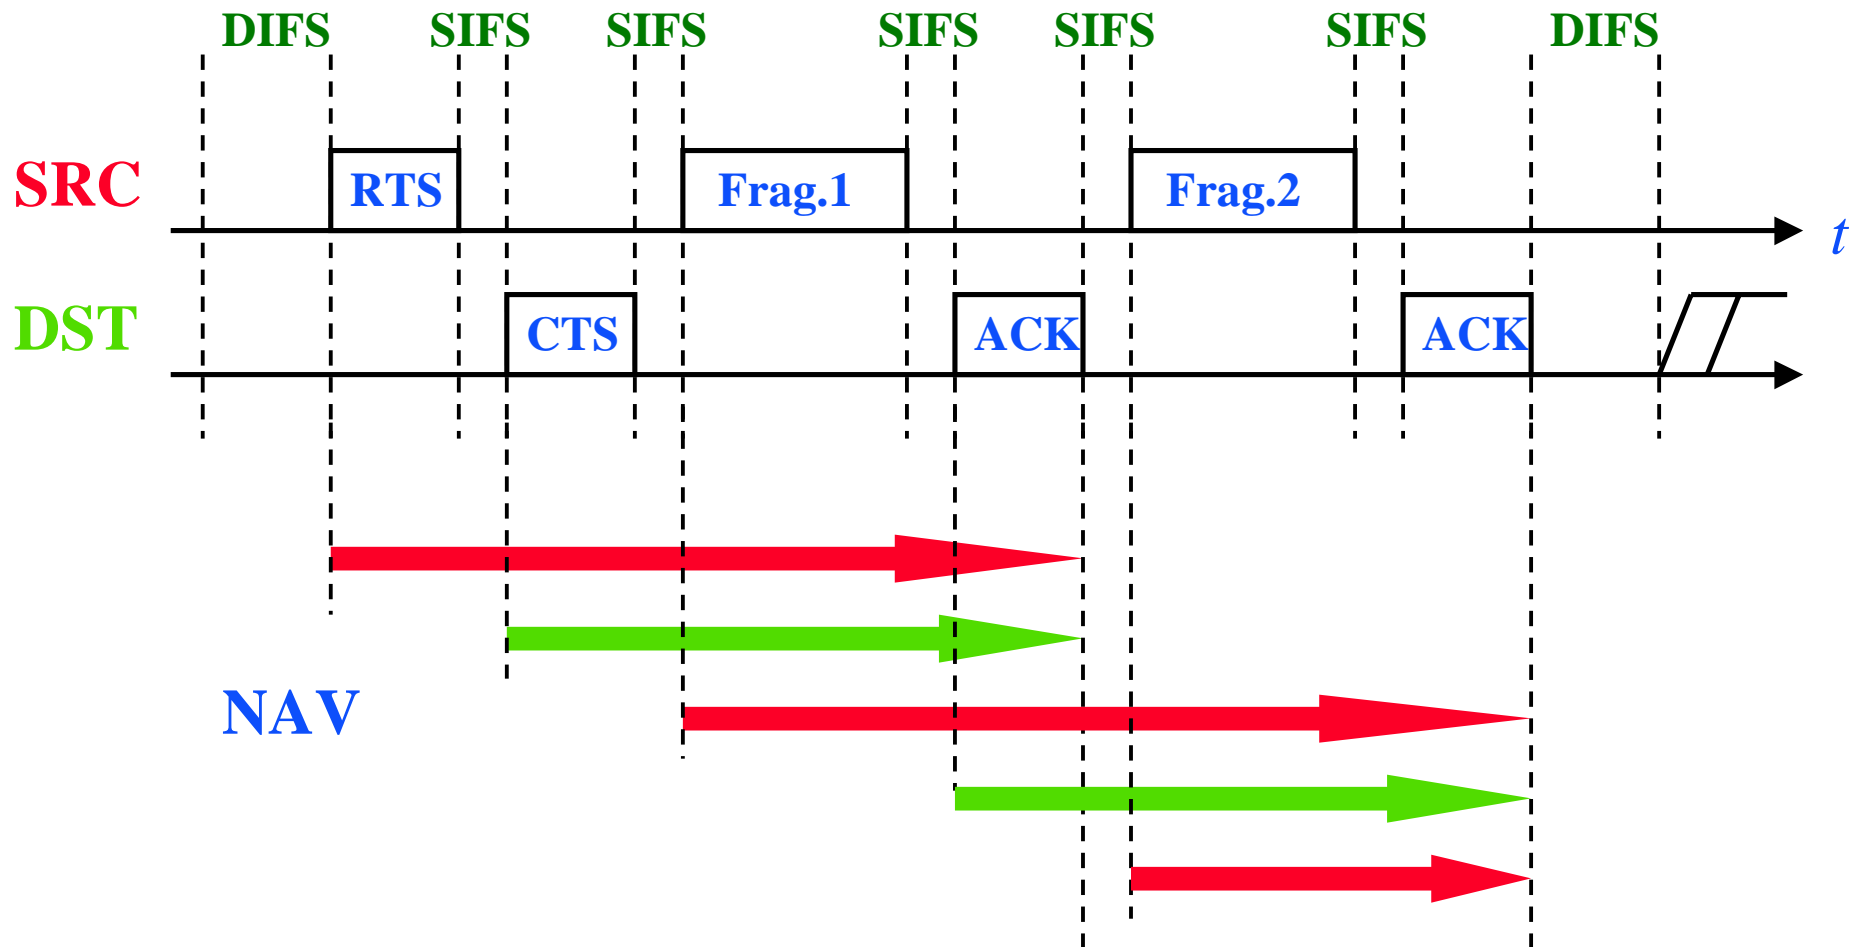 DIFS SIFS SIFS SIFS SIFS SIFS DIFS
SRC RTS Frag.1 Frag.2 t
DST CTS ACK ACK
NAV